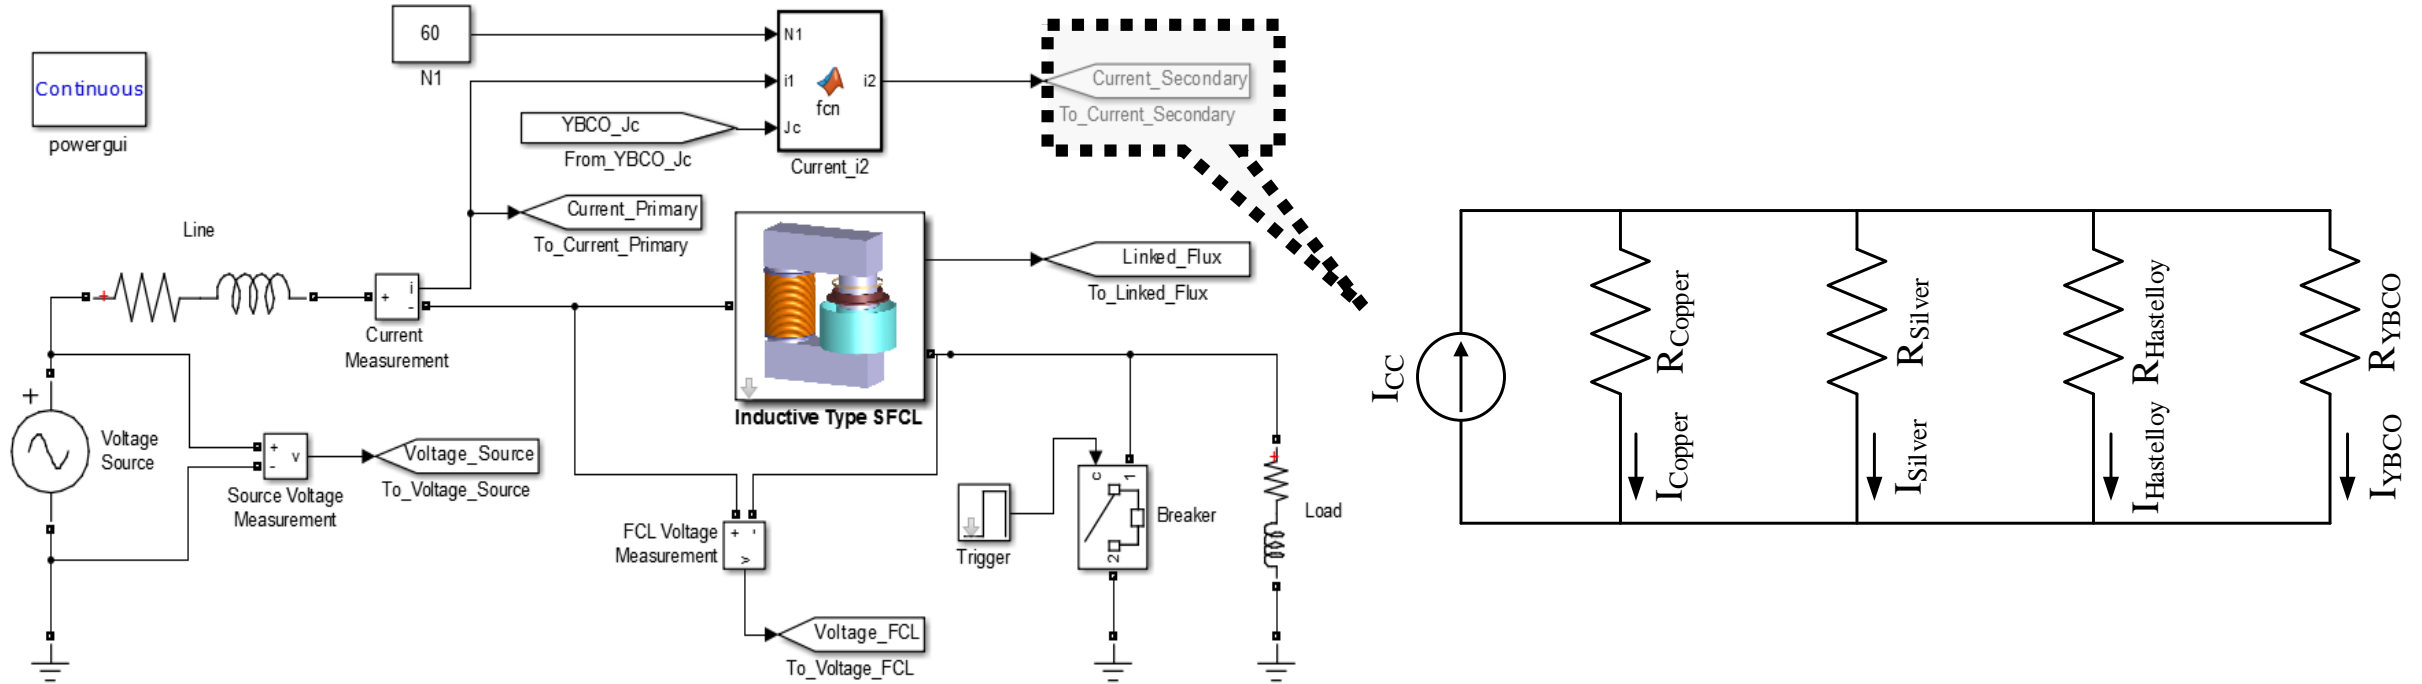 Continuous
powergui
60
N1
N1
i1
Jc
i2
fcn
Current_i2
YBCO_Jc
From_YBCO_Jc
Current_Secondary
To_Current_Secondary
Current_Primary
To_Current_Primary
Line
+
+
-
i
Current
Measurement
Linked_Flux
To_Linked_Flux
Inductive Type SFCL
+
Voltage
Source
+
-
v
Source Voltage
Measurement
Voltage_Source
To_Voltage_Source
FCL Voltage
Measurement
+
-
v
Voltage_FCL
To_Voltage_FCL
Trigger
c
1
2
Breaker
+
Load
ICC
RCopper
ICopper
RSilver
ISilver
RHastelloy
IHastelloy
RYBCO
IYBCO